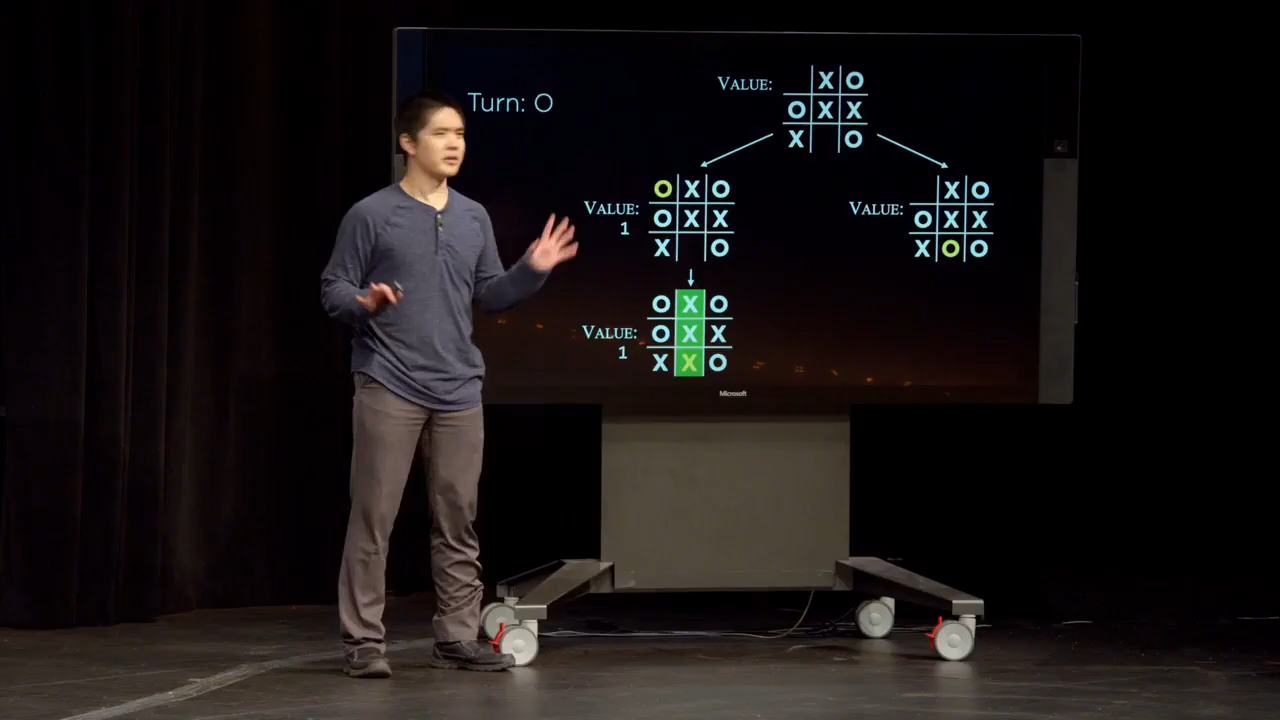 Turn: O
VALUE:
X O
O X X
X O
O X O
O X X
X O
VALUE:
1
X O
O X X
X O O
VALUE:
O X O
O X X
X X O
VALUE:
1
Microsoft